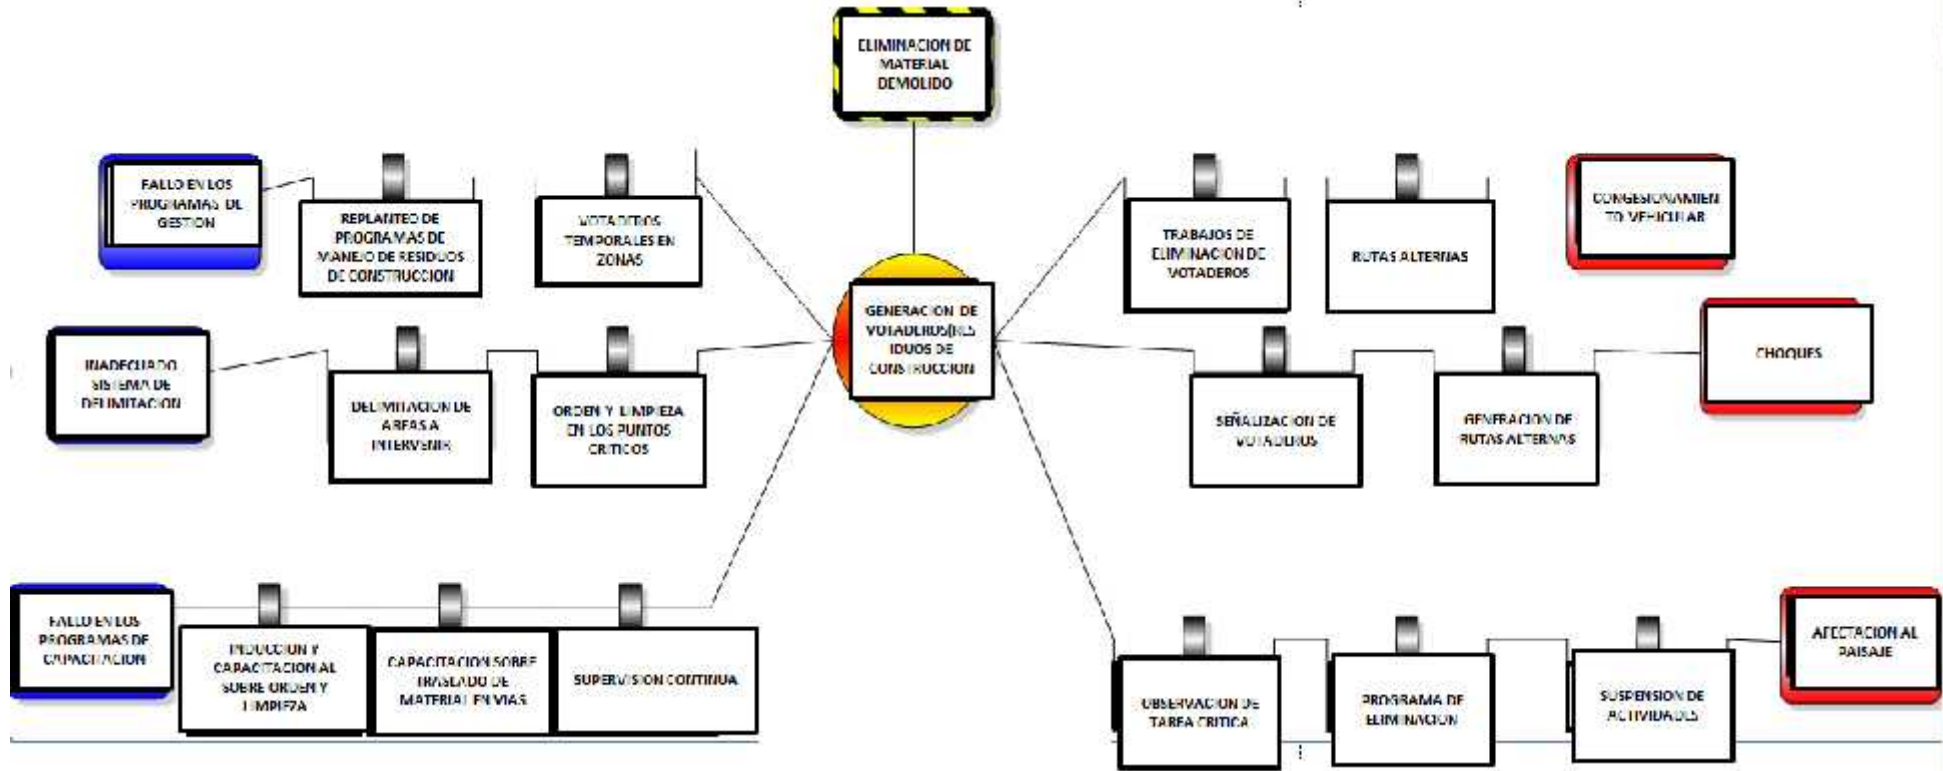 ELIMINACION DE
MATERIAL
DEMOLIDO
FALLO EN LOS
PROGRAMAS DE
GESTION
REPLANTEO DE
PROGRAMAS DE
MANEJO DE RESIDUOS
DE CONSTRUCCION
VOTADEROS
TEMPORALES EN
ZONAS
GENERACION DE
VOTADEROS(RES
IDUOS DE
CONSTRUCCION
TRABAJOS DE
ELIMINACION DE
VOTADEROS
RUTAS ALTERNAS
CONGESIONAMIEN
TO VEHICULAR
INADECUADO
SISTEMA DE
DELIMITACION
DELIMITACION DE
AREAS A
INTERVENIR
ORDEN Y LIMPIEZA
EN LOS PUNTOS
CRITICOS
SEÑALIZACION DE
VOTADEROS
GENERACION DE
RUTAS ALTERNAS
CHOQUES
FALLO EN LOS
PROGRAMAS DE
CAPACITACION
INDUCCION Y
CAPACITACION AL
SOBRE ORDEN Y
LIMPIEZA
CAPACITACION SOBRE
TRASLADO DE
MATERIAL EN VIAS
SUPERVISION CONTINUA
OBSERVACION DE
TAREA CRITICA
PROGRAMA DE
ELIMINACION
SUSPENSION DE
ACTIVIDADES
AFECTACION AL
PAISAJE